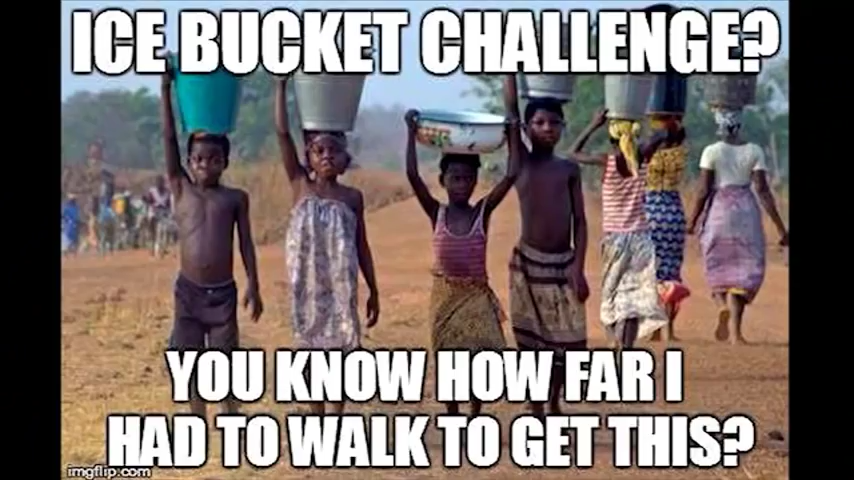 ICE BUCKET CHALLENGE?
YOU KNOW HOW FAR I
HAD TO WALK TO GET THIS?
imgflip.com